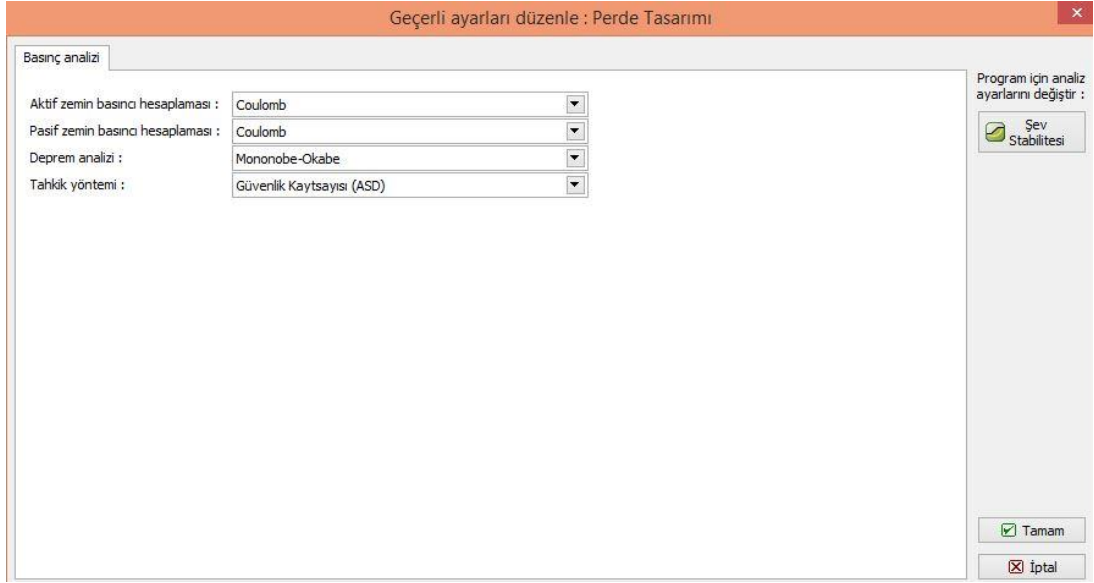 Geçerli ayarları düzenle : Perde Tasarımı
Basınç analizi
Aktif zemin basıncı hesaplaması : Coulomb
Pasif zemin basıncı hesaplaması : Coulomb
Deprem analizi : Mononobe-Okabe
Tahkik yöntemi : Güvenlik Kaytsayısı (ASD)
Program için analiz
ayarlarını değiştir :
Şev
Stabilitesi
Tamam
İptal